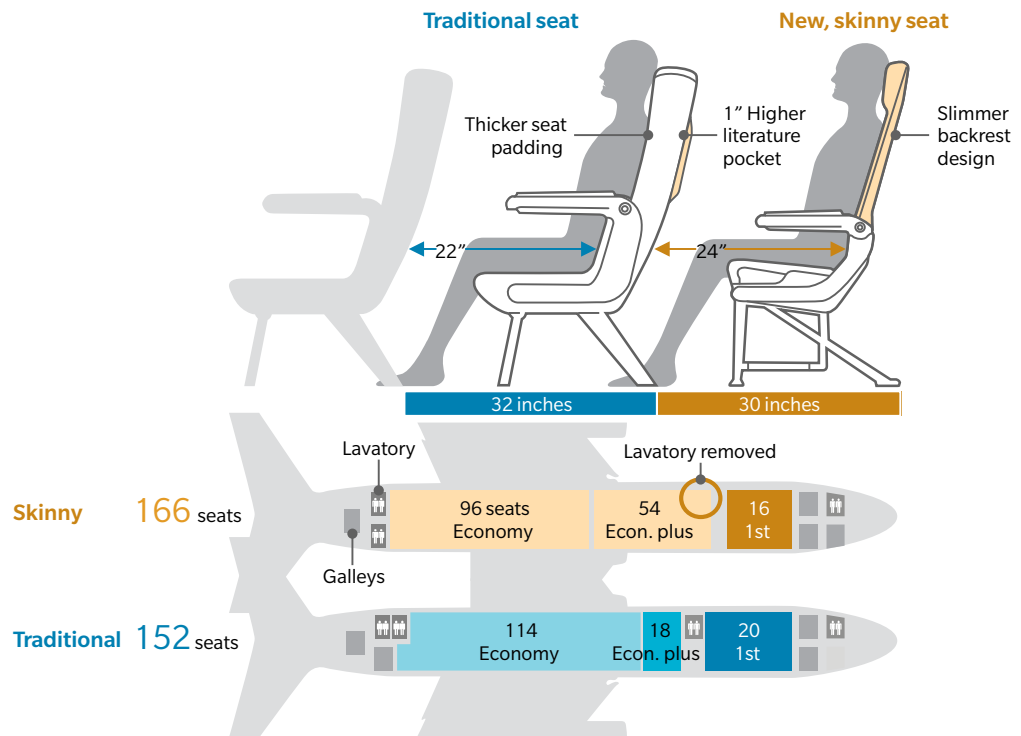 Traditional seat
New, skinny seat
Thicker seat
padding
1” Higher
literature
pocket
Slimmer
backrest
design
22”
24”
32 inches
30 inches
Lavatory
Lavatory removed
Skinny 166 seats
96 seats
Economy
54
Econ. plus
16
1st
Galleys
Traditional 152 seats
114
Economy
18
Econ. plus
20
1st